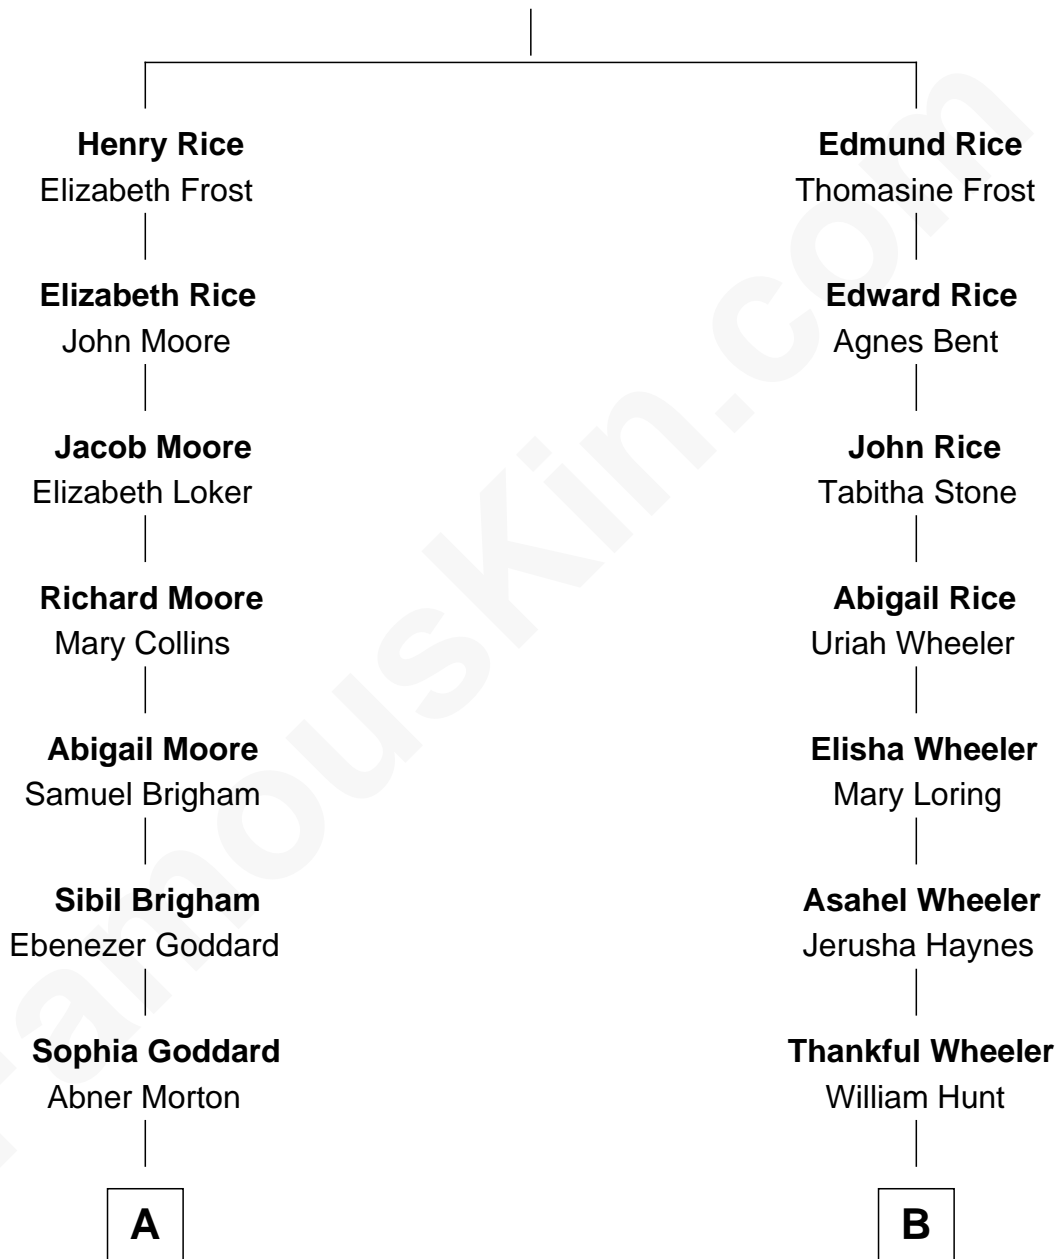 Henry Rice
Elizabeth Frost
Elizabeth Rice
John Moore
Jacob Moore
Elizabeth Loker
Richard Moore
Mary Collins
Abigail Moore
Samuel Brigham
Sibil Brigham
Ebenezer Goddard
Sophia Goddard
Abner Morton
A
Edmund Rice
Thomasine Frost
Edward Rice
Agnes Bent
John Rice
Tabitha Stone
Abigail Rice
Uriah Wheeler
Elisha Wheeler
Mary Loring
Asahel Wheeler
Jerusha Haynes
Thankful Wheeler
William Hunt
B
FamousKin.com